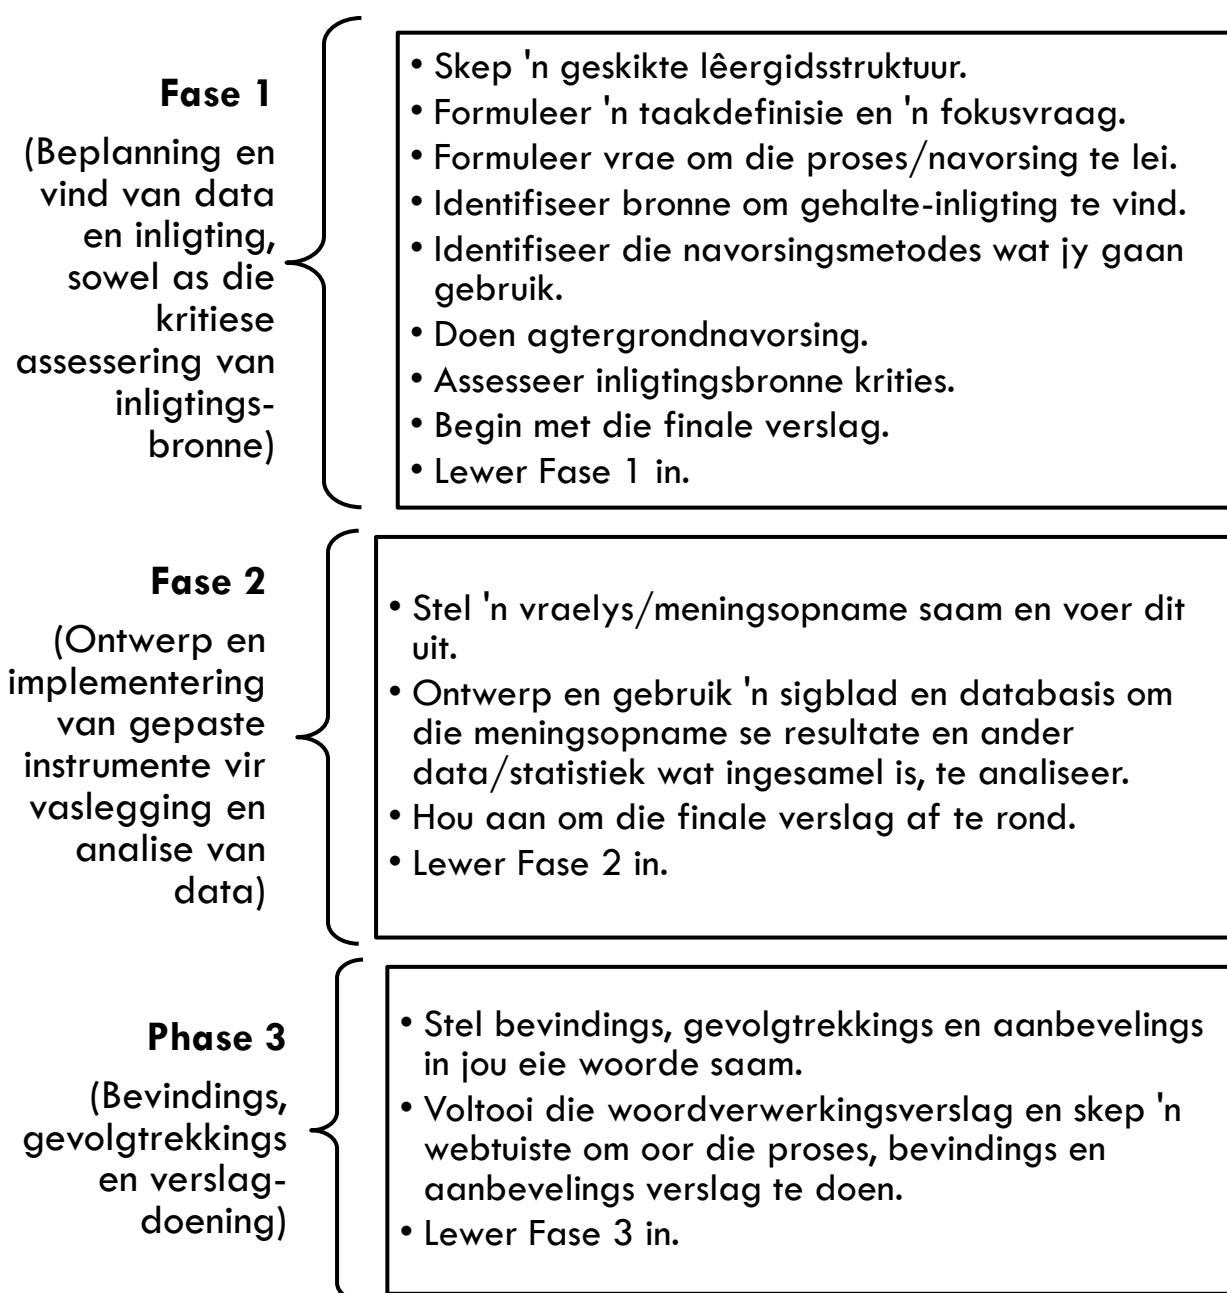 Fase 1
(Beplanning en
vind van data
en inligting,
sowel as die
kritiese
assessering van
inligtings-
bronne)
• Skep 'n geskikte lêergidsstruktuur.
• Formuleer 'n taakdefinisie en 'n fokusvraag.
• Formuleer vrae om die proses/navorsing te lei.
• Identifiseer bronne om gehalte-inligting te vind.
• Identifiseer die navorsingsmetodes wat jy gaan
gebruik.
• Doen agtergrondnavorsing.
• Assesseer inligtingsbronne krities.
• Begin met die finale verslag.
• Lewer Fase 1 in.
Fase 2
(Ontwerp en
implementering
van gepaste
instrumente vir
vaslegging en
analise van
data)
• Stel 'n vraelys/meningsopname saam en voer dit
uit.
• Ontwerp en gebruik 'n sigblad en databasis om
die meningsopname se resultate en ander
data/statistiek wat ingesamel is, te analiseer.
• Hou aan om die finale verslag af te rond.
• Lewer Fase 2 in.
Phase 3
(Bevindings,
gevolgtrekkings
en verslag-
doening)
• Stel bevindings, gevolgtrekkings en aanbevelings
in jou eie woorde saam.
• Voltooi die woordverwerkingsverslag en skep 'n
webtuiste om oor die proses, bevindings en
aanbevelings verslag te doen.
• Lewer Fase 3 in.